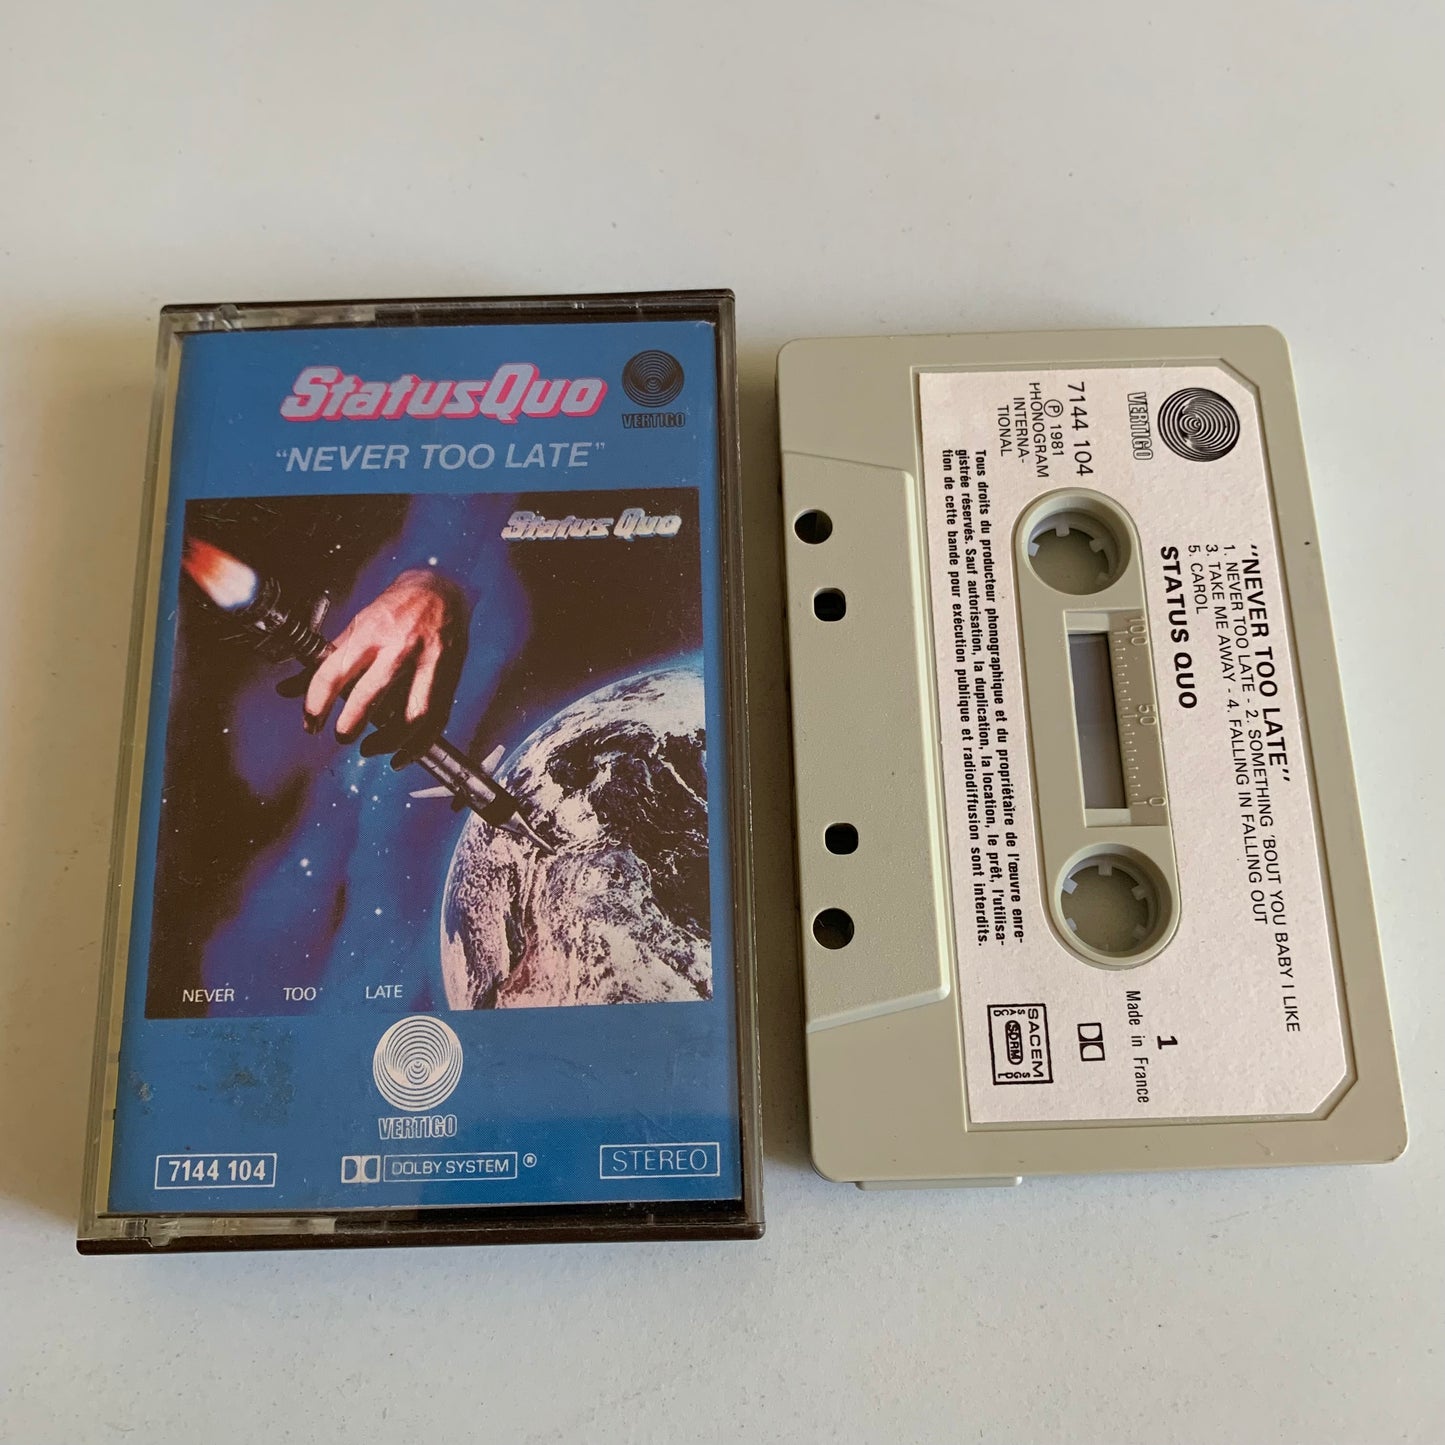 StatusQuo
VERTIGO
"NEVER TOO LATE"
Status Quo
NEVER TOO LATE
VERTIGO
7144 104
DOLBY SYSTEM ®
STEREO
VERTIGO
7144 104
Ⓟ 1981
PHONOGRAM
INTERNA-
TIONAL
Tous droits du producteur phonographique et du propriétaire de l'œuvre enre-
gistrée réservés. Sauf autorisation, la duplication, la location, le prêt, l'utilisa-
tion de cette bande pour exécution publique et radiodiffusion sont interdits.
"NEVER TOO LATE"
1. NEVER TOO LATE - 2. SOMETHING 'BOUT YOU BABY I LIKE
3. TAKE ME AWAY - 4. FALLING IN FALLING OUT
5. CAROL
STATUS QUO
100 50 0
1
Made in France
SACEM
SACD
SDRM
SGDL